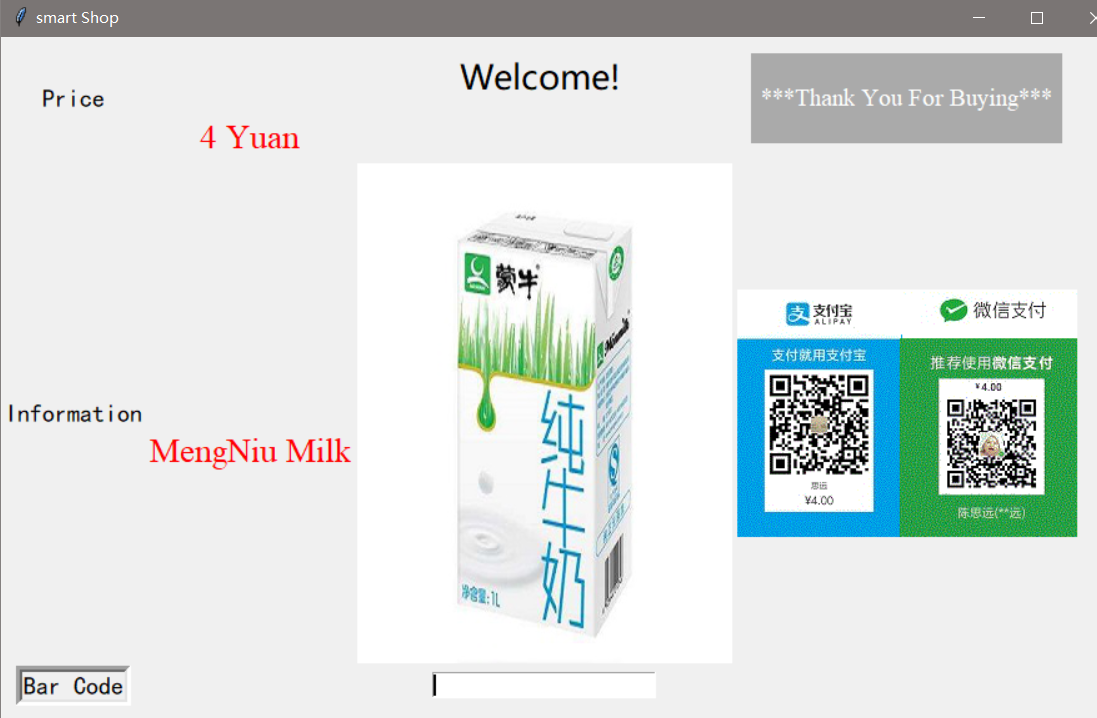 smart Shop
Welcome!
Price
***Thank You For Buying***
4 Yuan
蒙牛
支付宝
ALIPAY
微信支付
支付就用支付宝
推荐使用微信支付
¥4.00
Information
MengNiu Milk
纯牛奶
思远
¥4.00
陈思远(**远)
净含量:1L
Bar Code